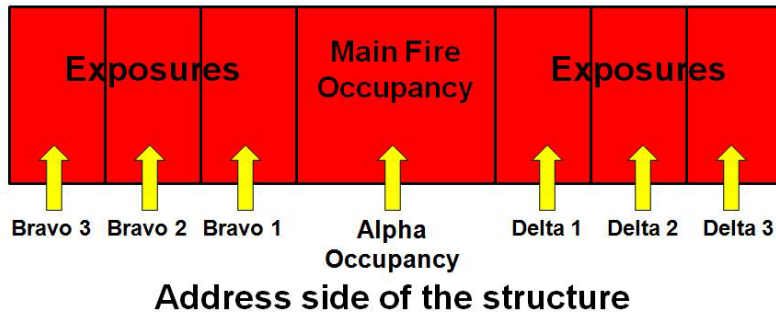 Exposures
Main Fire
Occupancy
Exposures
Bravo 3
Bravo 2
Bravo 1
Alpha
Occupancy
Delta 1
Delta 2
Delta 3
Address side of the structure